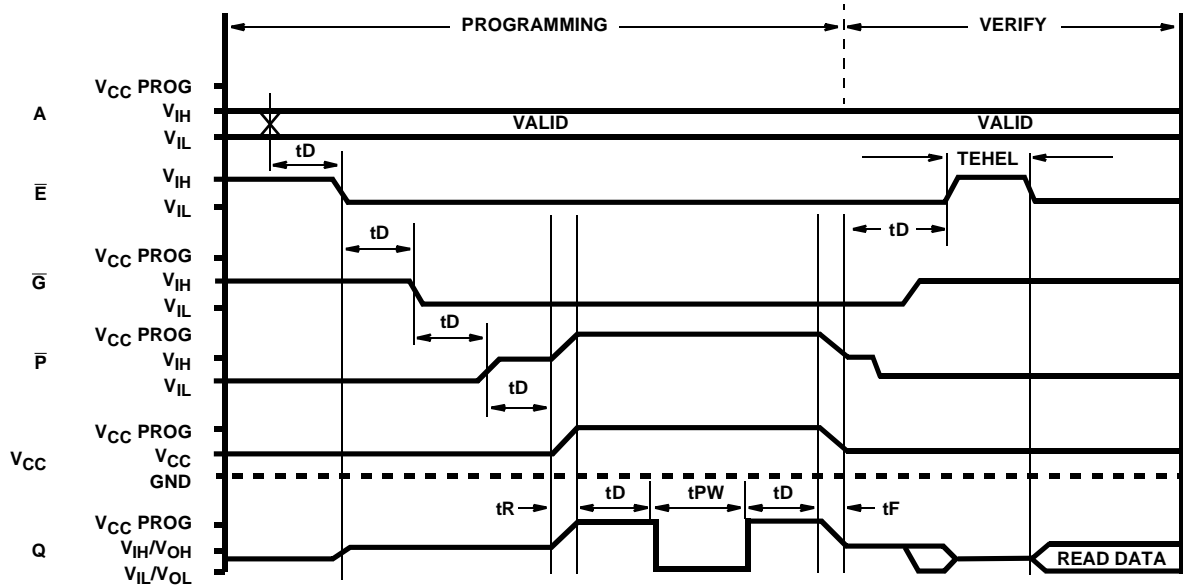 PROGRAMMING VERIFY
VCC PROG
A VIH VALID VALID
VIL
tD TEHEL
E̅ VIH
VIL
tD tD
VCC PROG
G̅ VIH
VIL
tD
VCC PROG
P̅ VIH
VIL
tD
VCC PROG
VCC VCC
GND
tR tD tPW tD tF
VCC PROG
Q VIH/VOH
READ DATA
VIL/VOL